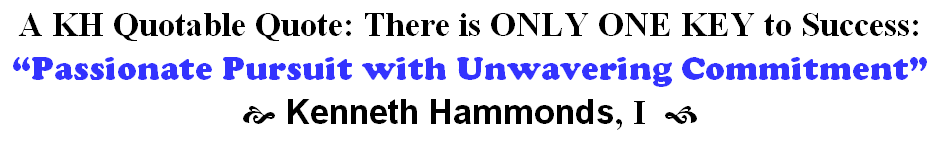 A KH Quotable Quote: There is ONLY ONE KEY to Success:
“Passionate Pursuit with Unwavering Commitment”
Kenneth Hammonds, I